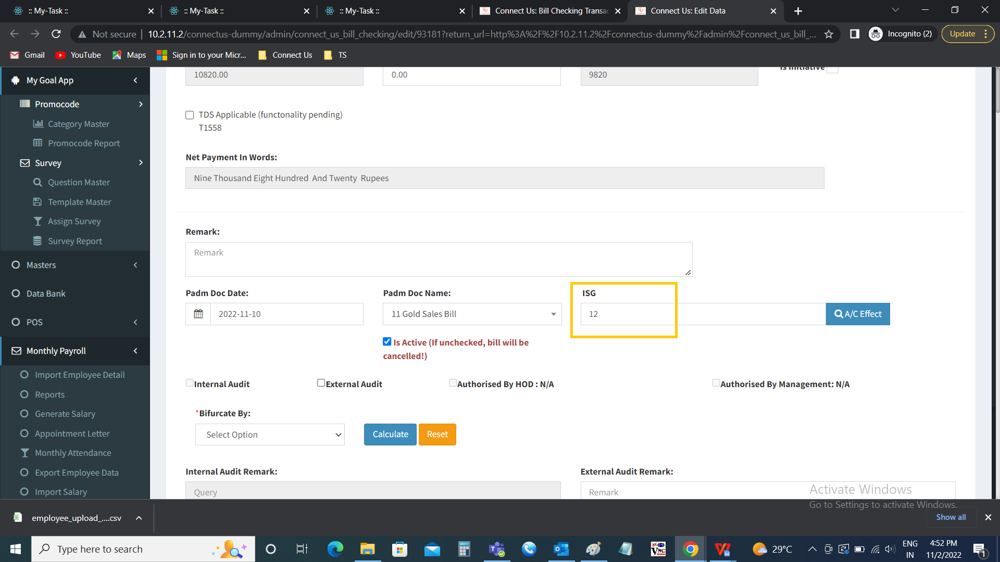 :: My-Task ::
:: My-Task ::
:: My-Task ::
Connect Us: Bill Checking Transac
Connect Us: Edit Data
Not secure
10.2.11.2/connectus-dummy/admin/connect_us_bill_checking/edit/93181?return_url=http%3A%2F%2F10.2.11.2%2Fconnectus-dummy%2Fadmin%2Fconnect_us_bill_...
Incognito (2)
Update
Gmail
YouTube
Maps
Sign in to your Micr...
Connect Us
TS
My Goal App
Promocode
Category Master
Promocode Report
Survey
Question Master
Template Master
Assign Survey
Survey Report
Masters
Data Bank
POS
Monthly Payroll
Import Employee Detail
Reports
Generate Salary
Appointment Letter
Monthly Attendance
Export Employee Data
Import Salary
10820.00
0.00
9820
Is Initiative
TDS Applicable (functonality pending)
T1558
Net Payment In Words:
Nine Thousand Eight Hundred And Twenty Rupees
Remark:
Remark
Padm Doc Date:
Padm Doc Name:
ISG
2022-11-10
11 Gold Sales Bill
12
A/C Effect
Is Active (If unchecked, bill will be
cancelled!)
Internal Audit
External Audit
Authorised By HOD : N/A
Authorised By Management: N/A
*Bifurcate By:
Select Option
Calculate
Reset
Internal Audit Remark:
External Audit Remark:
Query
Remark
Activate Windows
Go to Settings to activate Windows.
employee_upload_....csv
Show all
Type here to search
VNC
29°C
ENG
IN
4:52 PM
11/2/2022
1